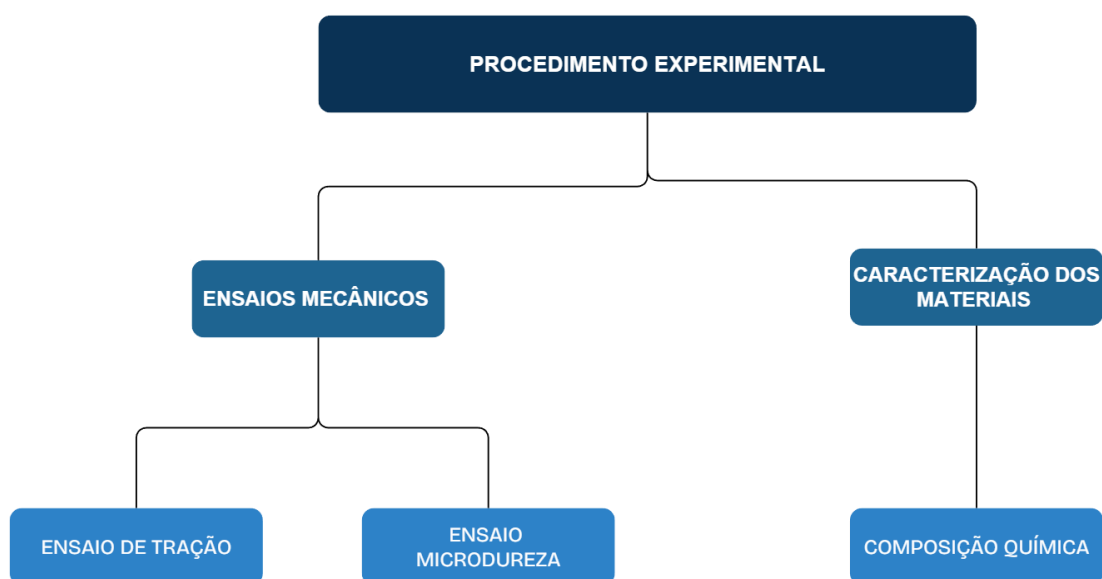 PROCEDIMENTO EXPERIMENTAL
ENSAIOS MECÂNICOS
CARACTERIZAÇÃO DOS
MATERIAIS
ENSAIO DE TRAÇÃO
ENSAIO
MICRODUREZA
COMPOSIÇÃO QUÍMICA